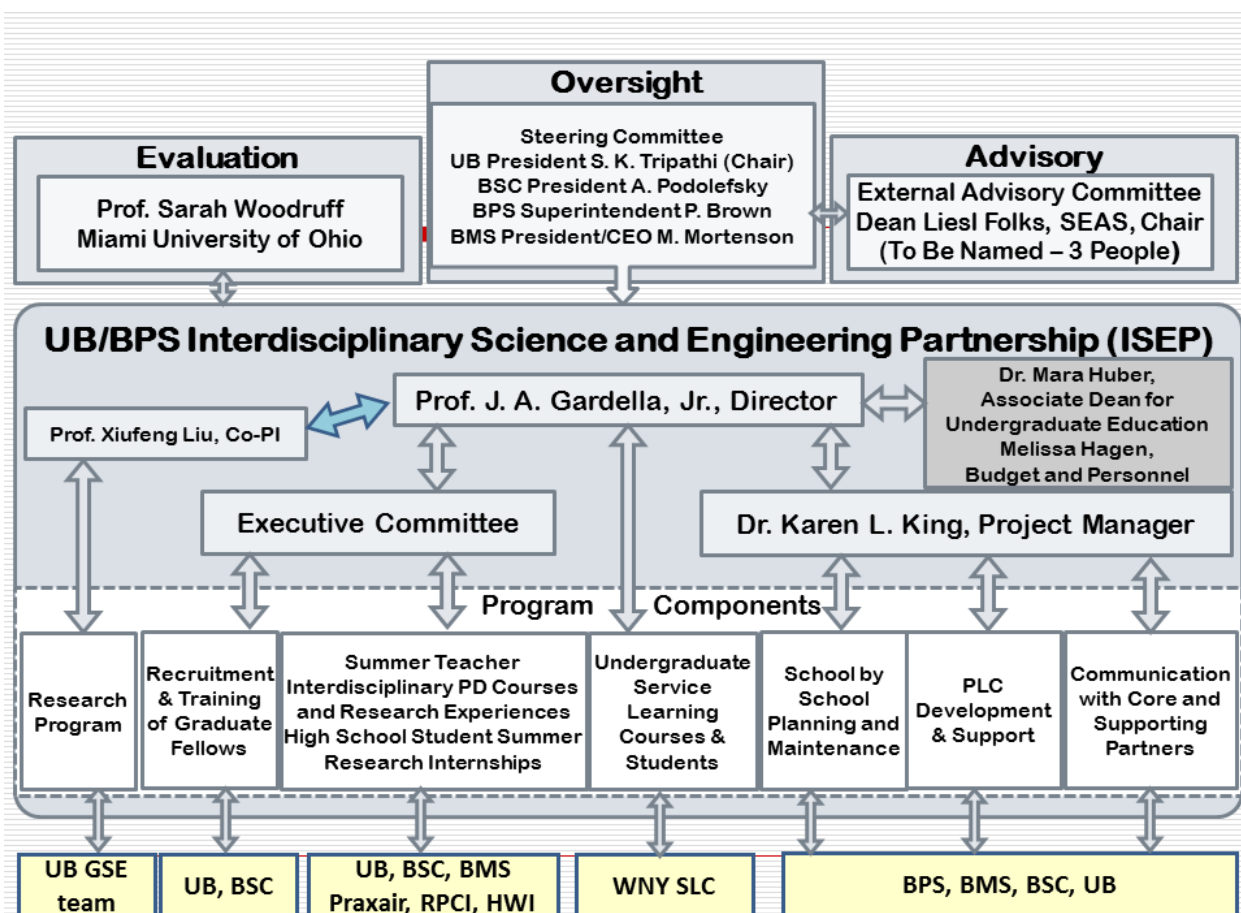 Oversight
Steering Committee
UB President S. K. Tripathi (Chair)
BSC President A. Podolefsky
BPS Superintendent P. Brown
BMS President/CEO M. Mortenson
Evaluation
Prof. Sarah Woodruff
Miami University of Ohio
Advisory
External Advisory Committee
Dean Liesl Folks, SEAS, Chair
(To Be Named – 3 People)
UB/BPS Interdisciplinary Science and Engineering Partnership (ISEP)
Prof. J. A. Gardella, Jr., Director
Dr. Mara Huber,
Associate Dean for
Undergraduate Education
Melissa Hagen,
Budget and Personnel
Prof. Xiufeng Liu, Co-PI
Executive Committee
Dr. Karen L. King, Project Manager
Program Components
Research
Program
Recruitment
& Training
of Graduate
Fellows
Summer Teacher
Interdisciplinary PD Courses
and Research Experiences
High School Student Summer
Research Internships
Undergraduate
Service
Learning
Courses &
Students
School by
School
Planning and
Maintenance
PLC
Development
& Support
Communication
with Core and
Supporting
Partners
UB GSE
team
UB, BSC
UB, BSC, BMS
Praxair, RPCI, HWI
WNY SLC
BPS, BMS, BSC, UB